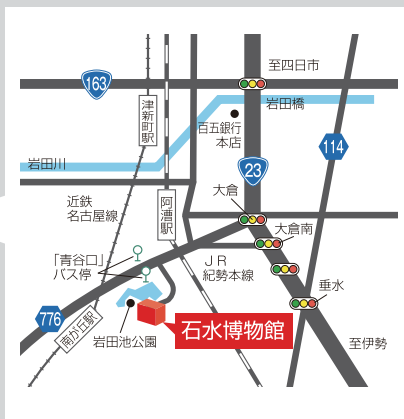 至四日市
163
津新町駅
岩田橋
百五銀行
本店
114
岩田川
23
近鉄
名古屋線
阿漕駅
大倉
大倉南
「青谷口」
バス停
JR
紀勢本線
垂水
776
南が丘駅
岩田池公園
石水博物館
至伊勢